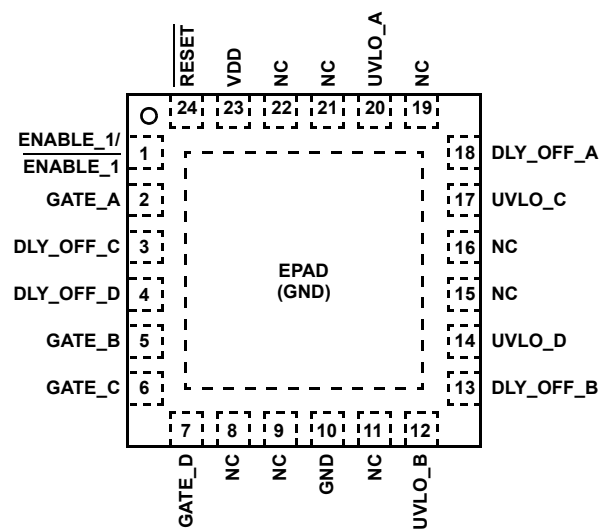 RESET
VDD
NC
NC
UVLO_A
NC
24
23
22
21
20
19
ENABLE_1/
ENABLE_1
1
18
DLY_OFF_A
GATE_A
2
17
UVLO_C
DLY_OFF_C
3
16
NC
EPAD
(GND)
DLY_OFF_D
4
15
NC
GATE_B
5
14
UVLO_D
GATE_C
6
13
DLY_OFF_B
7
8
9
10
11
12
GATE_D
NC
NC
GND
NC
UVLO_B